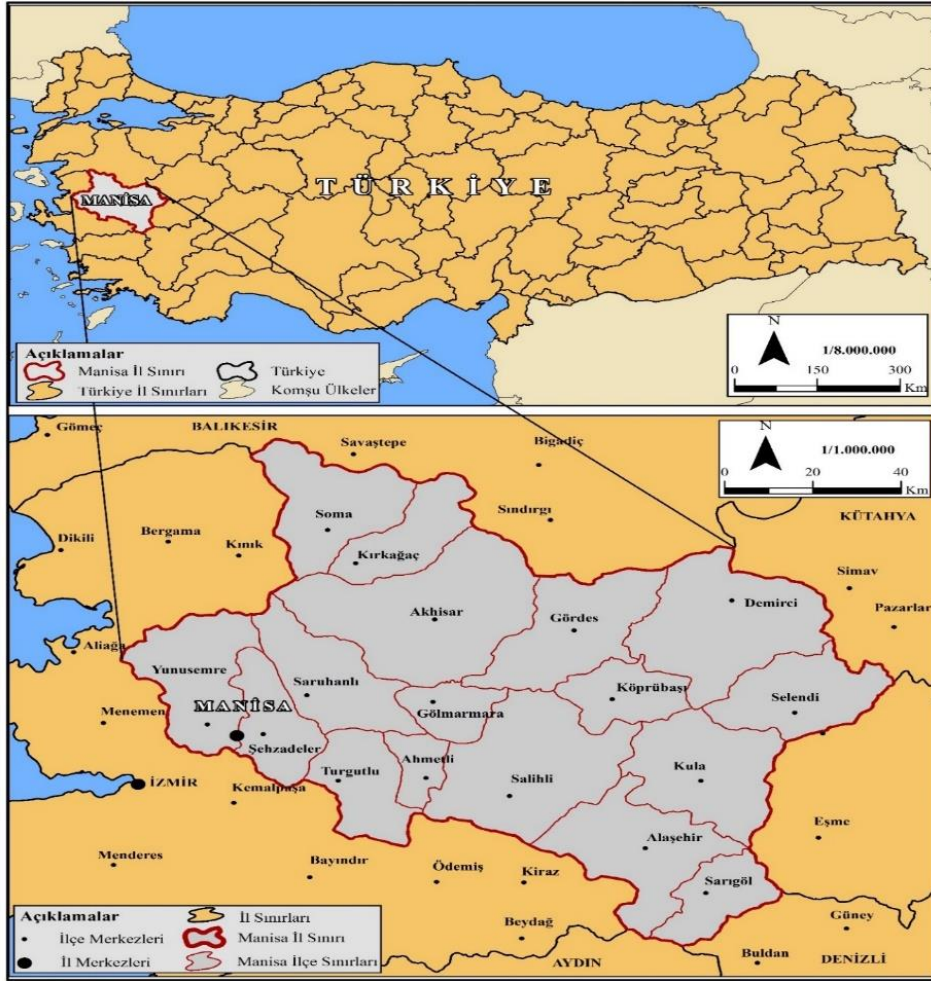 TÜRKİYE
MANİSA
N
1/8.000.000
0 150 300
Km
Açıklamalar
Manisa İl Sınırı
Türkiye
Türkiye İl Sınırları
Komşu Ülkeler
Gömeç
BALIKESİR
Savaştepe
Bigadiç
N
1/1.000.000
0 20 40
Km
Soma
Sındırgı
KÜTAHYA
Dikili
Bergama
Kınık
Kırkağaç
Simav
Akhisar
Gördes
Demirci
Pazarlar
Aliağa
Yunusemre
Saruhanlı
Köprübaşı
Selendi
MANİSA
Gölmarmara
Menemen
Şehzadeler
Turgutlu
Ahmetli
Salihli
Kula
İZMİR
Kemalpaşa
Eşme
Alaşehir
Menderes
Bayındır
Ödemiş
Kiraz
Sarıgöl
Beydağ
Güney
Buldan
AYDIN
DENİZLİ
Açıklamalar
İl Sınırları
İlçe Merkezleri
Manisa İl Sınırı
İl Merkezleri
Manisa İlçe Sınırları